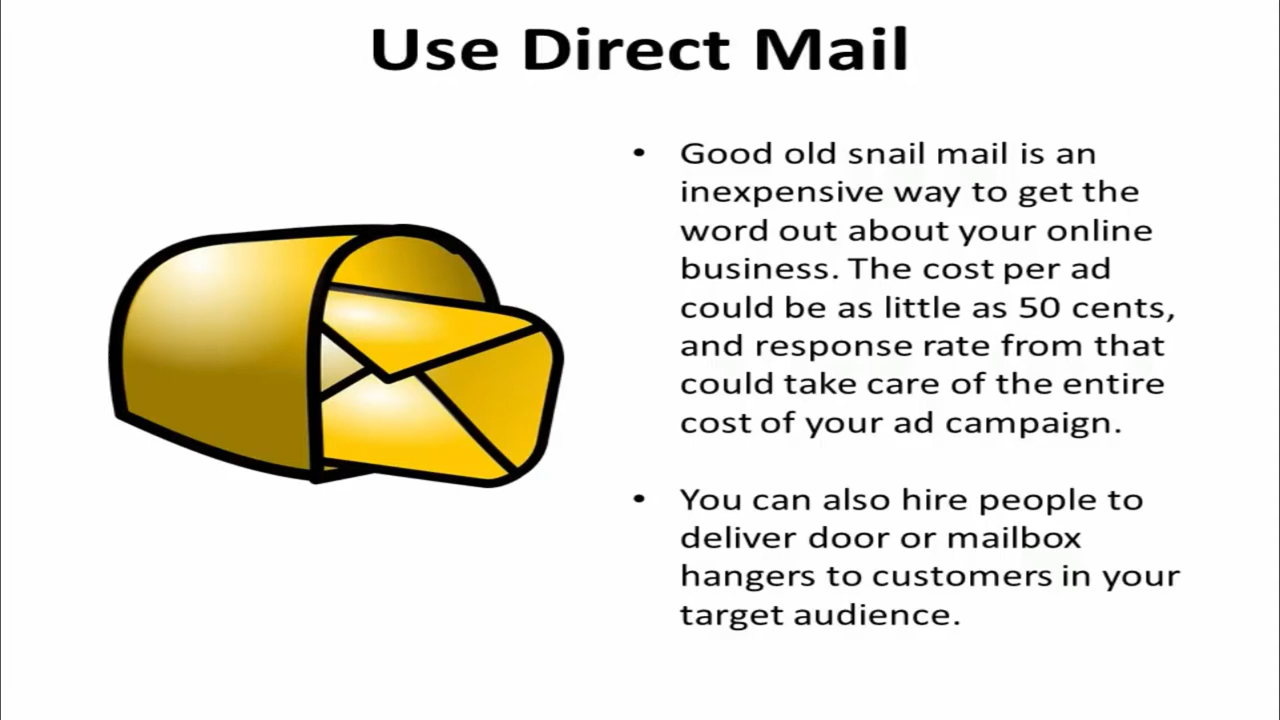 Use Direct Mail
• Good old snail mail is an
inexpensive way to get the
word out about your online
business. The cost per ad
could be as little as 50 cents,
and response rate from that
could take care of the entire
cost of your ad campaign.
• You can also hire people to
deliver door or mailbox
hangers to customers in your
target audience.